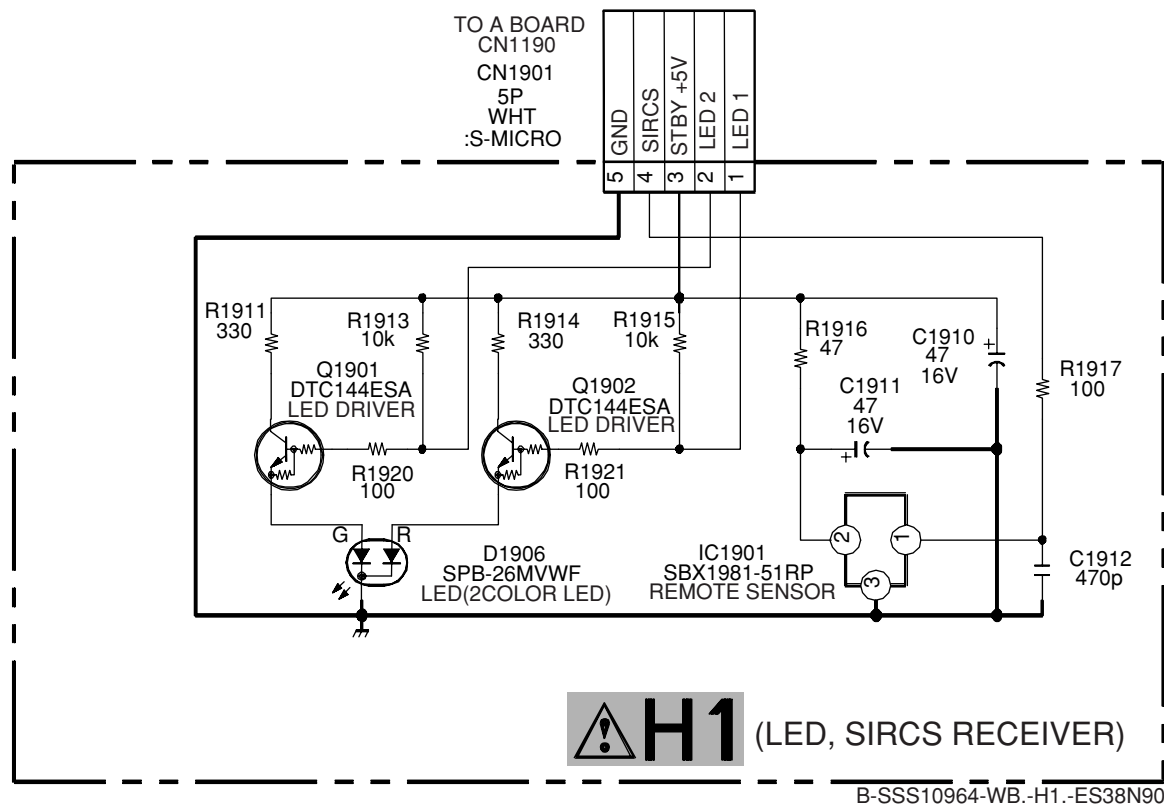 TO A BOARD
CN1190
CN1901
5P
WHT
:S-MICRO
GND
SIRCS
STBY +5V
LED 2
LED 1
5
4
3
2
1
R1911
330
R1913
10k
R1914
330
R1915
10k
R1916
47
C1910
47
16V
+
R1917
100
Q1901
DTC144ESA
LED DRIVER
Q1902
DTC144ESA
LED DRIVER
C1911
47
16V
+
R1920
100
R1921
100
G
R
D1906
SPB-26MVWF
LED(2COLOR LED)
IC1901
SBX1981-51RP
REMOTE SENSOR
2
1
3
C1912
470p
! H1 (LED, SIRCS RECEIVER)
B-SSS10964-WB.-H1.-ES38N90